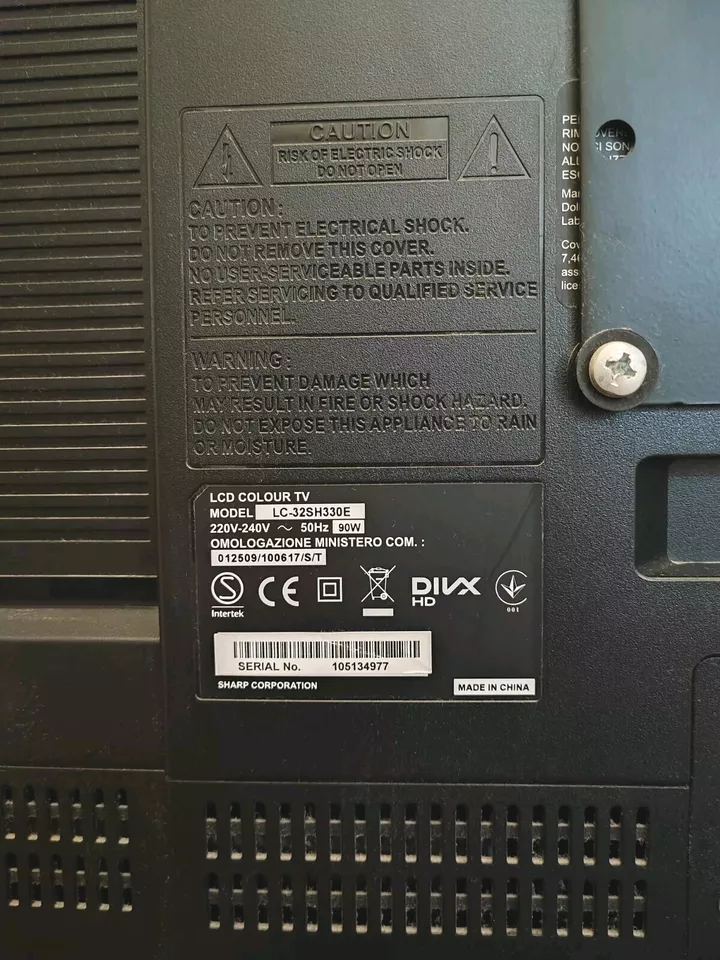 CAUTION
RISK OF ELECTRIC SHOCK
DO NOT OPEN
CAUTION:
TO PREVENT ELECTRICAL SHOCK.
DO NOT REMOVE THIS COVER.
NO USER-SERVICEABLE PARTS INSIDE.
REFER SERVICING TO QUALIFIED SERVICE
PERSONNEL.
WARNING:
TO PREVENT DAMAGE WHICH
MAY RESULT IN FIRE OR SHOCK HAZARD.
DO NOT EXPOSE THIS APPLIANCE TO RAIN
OR MOISTURE.
LCD COLOUR TV
MODEL LC-32SH330E
220V-240V ~ 50Hz 90W
OMOLOGAZIONE MINISTERO COM. :
012509/100617/S/T
S
Intertek
CE
DIVX
HD
001
SERIAL No. 105134977
SHARP CORPORATION
MADE IN CHINA
NO
SON